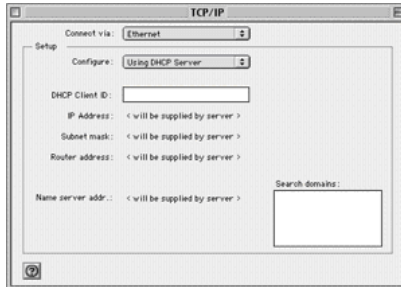 TCP/IP
Connect via: Ethernet
Setup
Configure: Using DHCP Server
DHCP Client ID:
IP Address: < will be supplied by server >
Subnet mask: < will be supplied by server >
Router address: < will be supplied by server >
Search domains:
Name server addr.: < will be supplied by server >
?